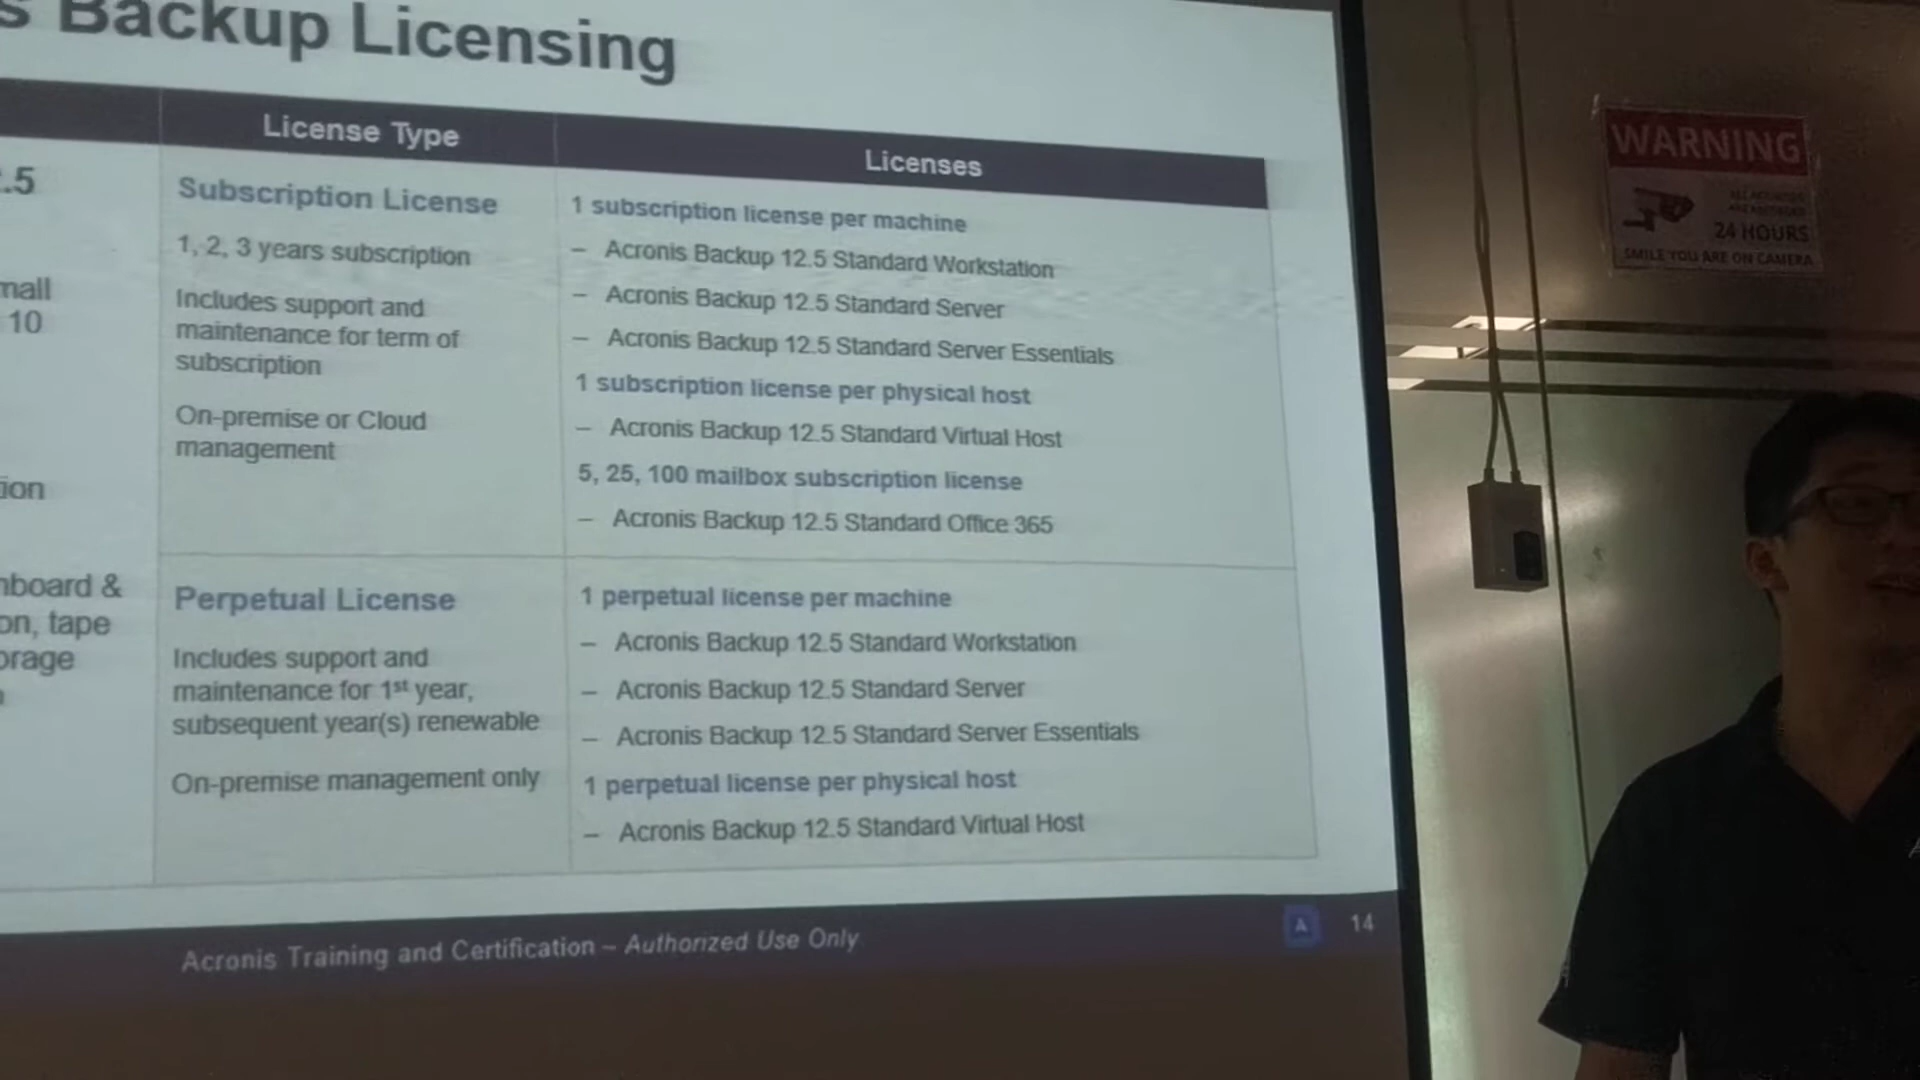 s Backup Licensing
License Type
Licenses
.5
mall
10
ion
nboard &
on, tape
orage
Subscription License
1, 2, 3 years subscription
Includes support and
maintenance for term of
subscription
On-premise or Cloud
management
1 subscription license per machine
– Acronis Backup 12.5 Standard Workstation
– Acronis Backup 12.5 Standard Server
– Acronis Backup 12.5 Standard Server Essentials
1 subscription license per physical host
– Acronis Backup 12.5 Standard Virtual Host
5, 25, 100 mailbox subscription license
– Acronis Backup 12.5 Standard Office 365
Perpetual License
Includes support and
maintenance for 1st year,
subsequent year(s) renewable
On-premise management only
1 perpetual license per machine
– Acronis Backup 12.5 Standard Workstation
– Acronis Backup 12.5 Standard Server
– Acronis Backup 12.5 Standard Server Essentials
1 perpetual license per physical host
– Acronis Backup 12.5 Standard Virtual Host
Acronis Training and Certification – Authorized Use Only
A
14
WARNING
24 HOURS
SMILE YOU ARE ON CAMERA